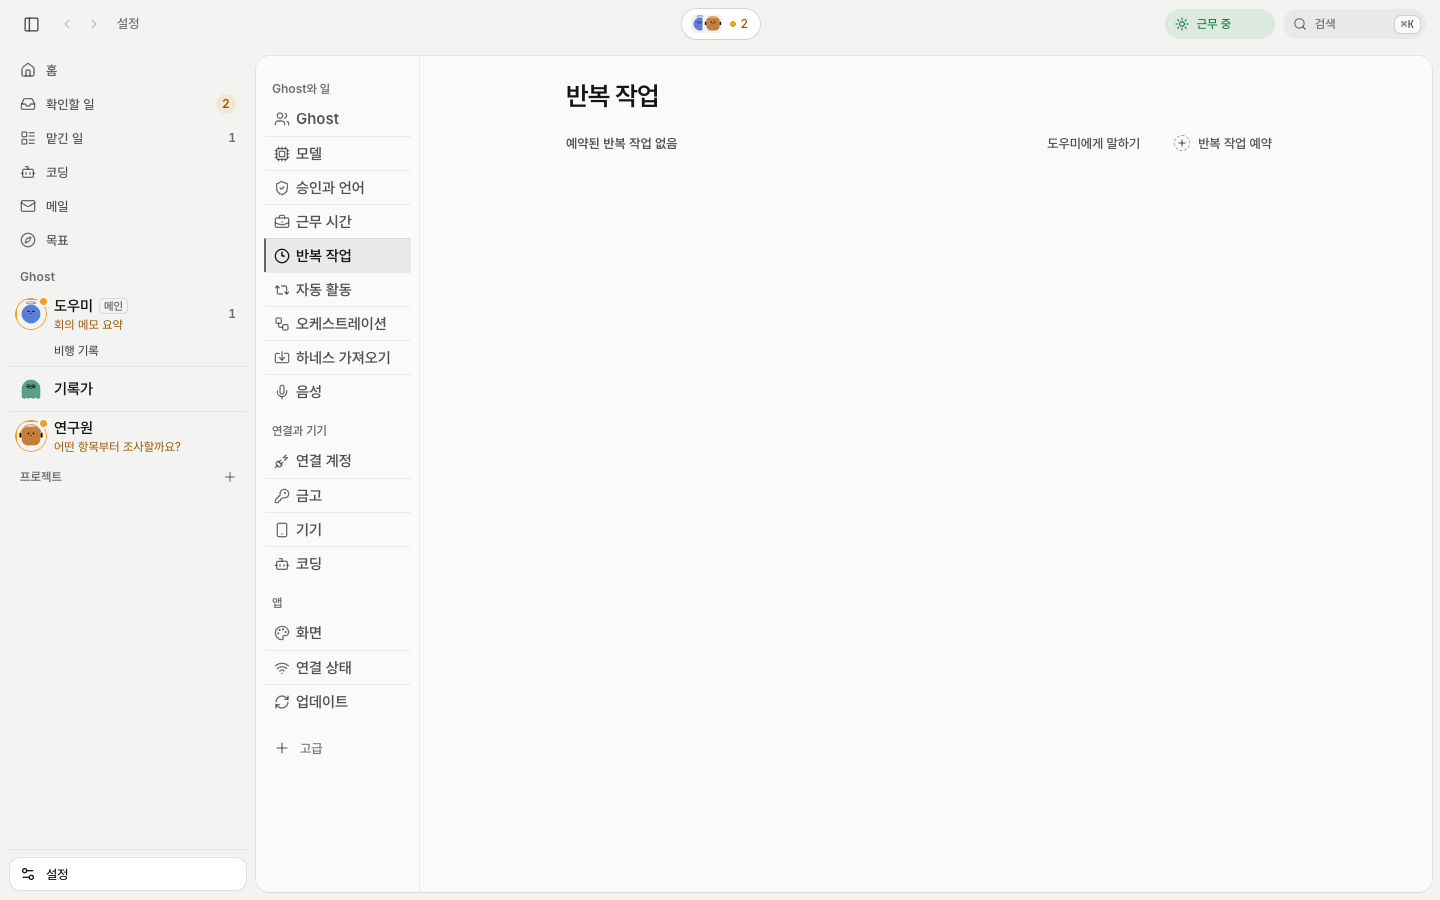 설정
2
근무 중
검색
⌘K
홈
확인할 일
2
맡긴 일
1
코딩
메일
목표
Ghost
도우미
메인
회의 메모 요약
1
비행 기록
기록가
연구원
어떤 항목부터 조사할까요?
프로젝트
설정
Ghost와 일
Ghost
모델
승인과 언어
근무 시간
반복 작업
자동 활동
오케스트레이션
하네스 가져오기
음성
연결과 기기
연결 계정
금고
기기
코딩
앱
화면
연결 상태
업데이트
고급
반복 작업
예약된 반복 작업 없음
도우미에게 말하기
반복 작업 예약